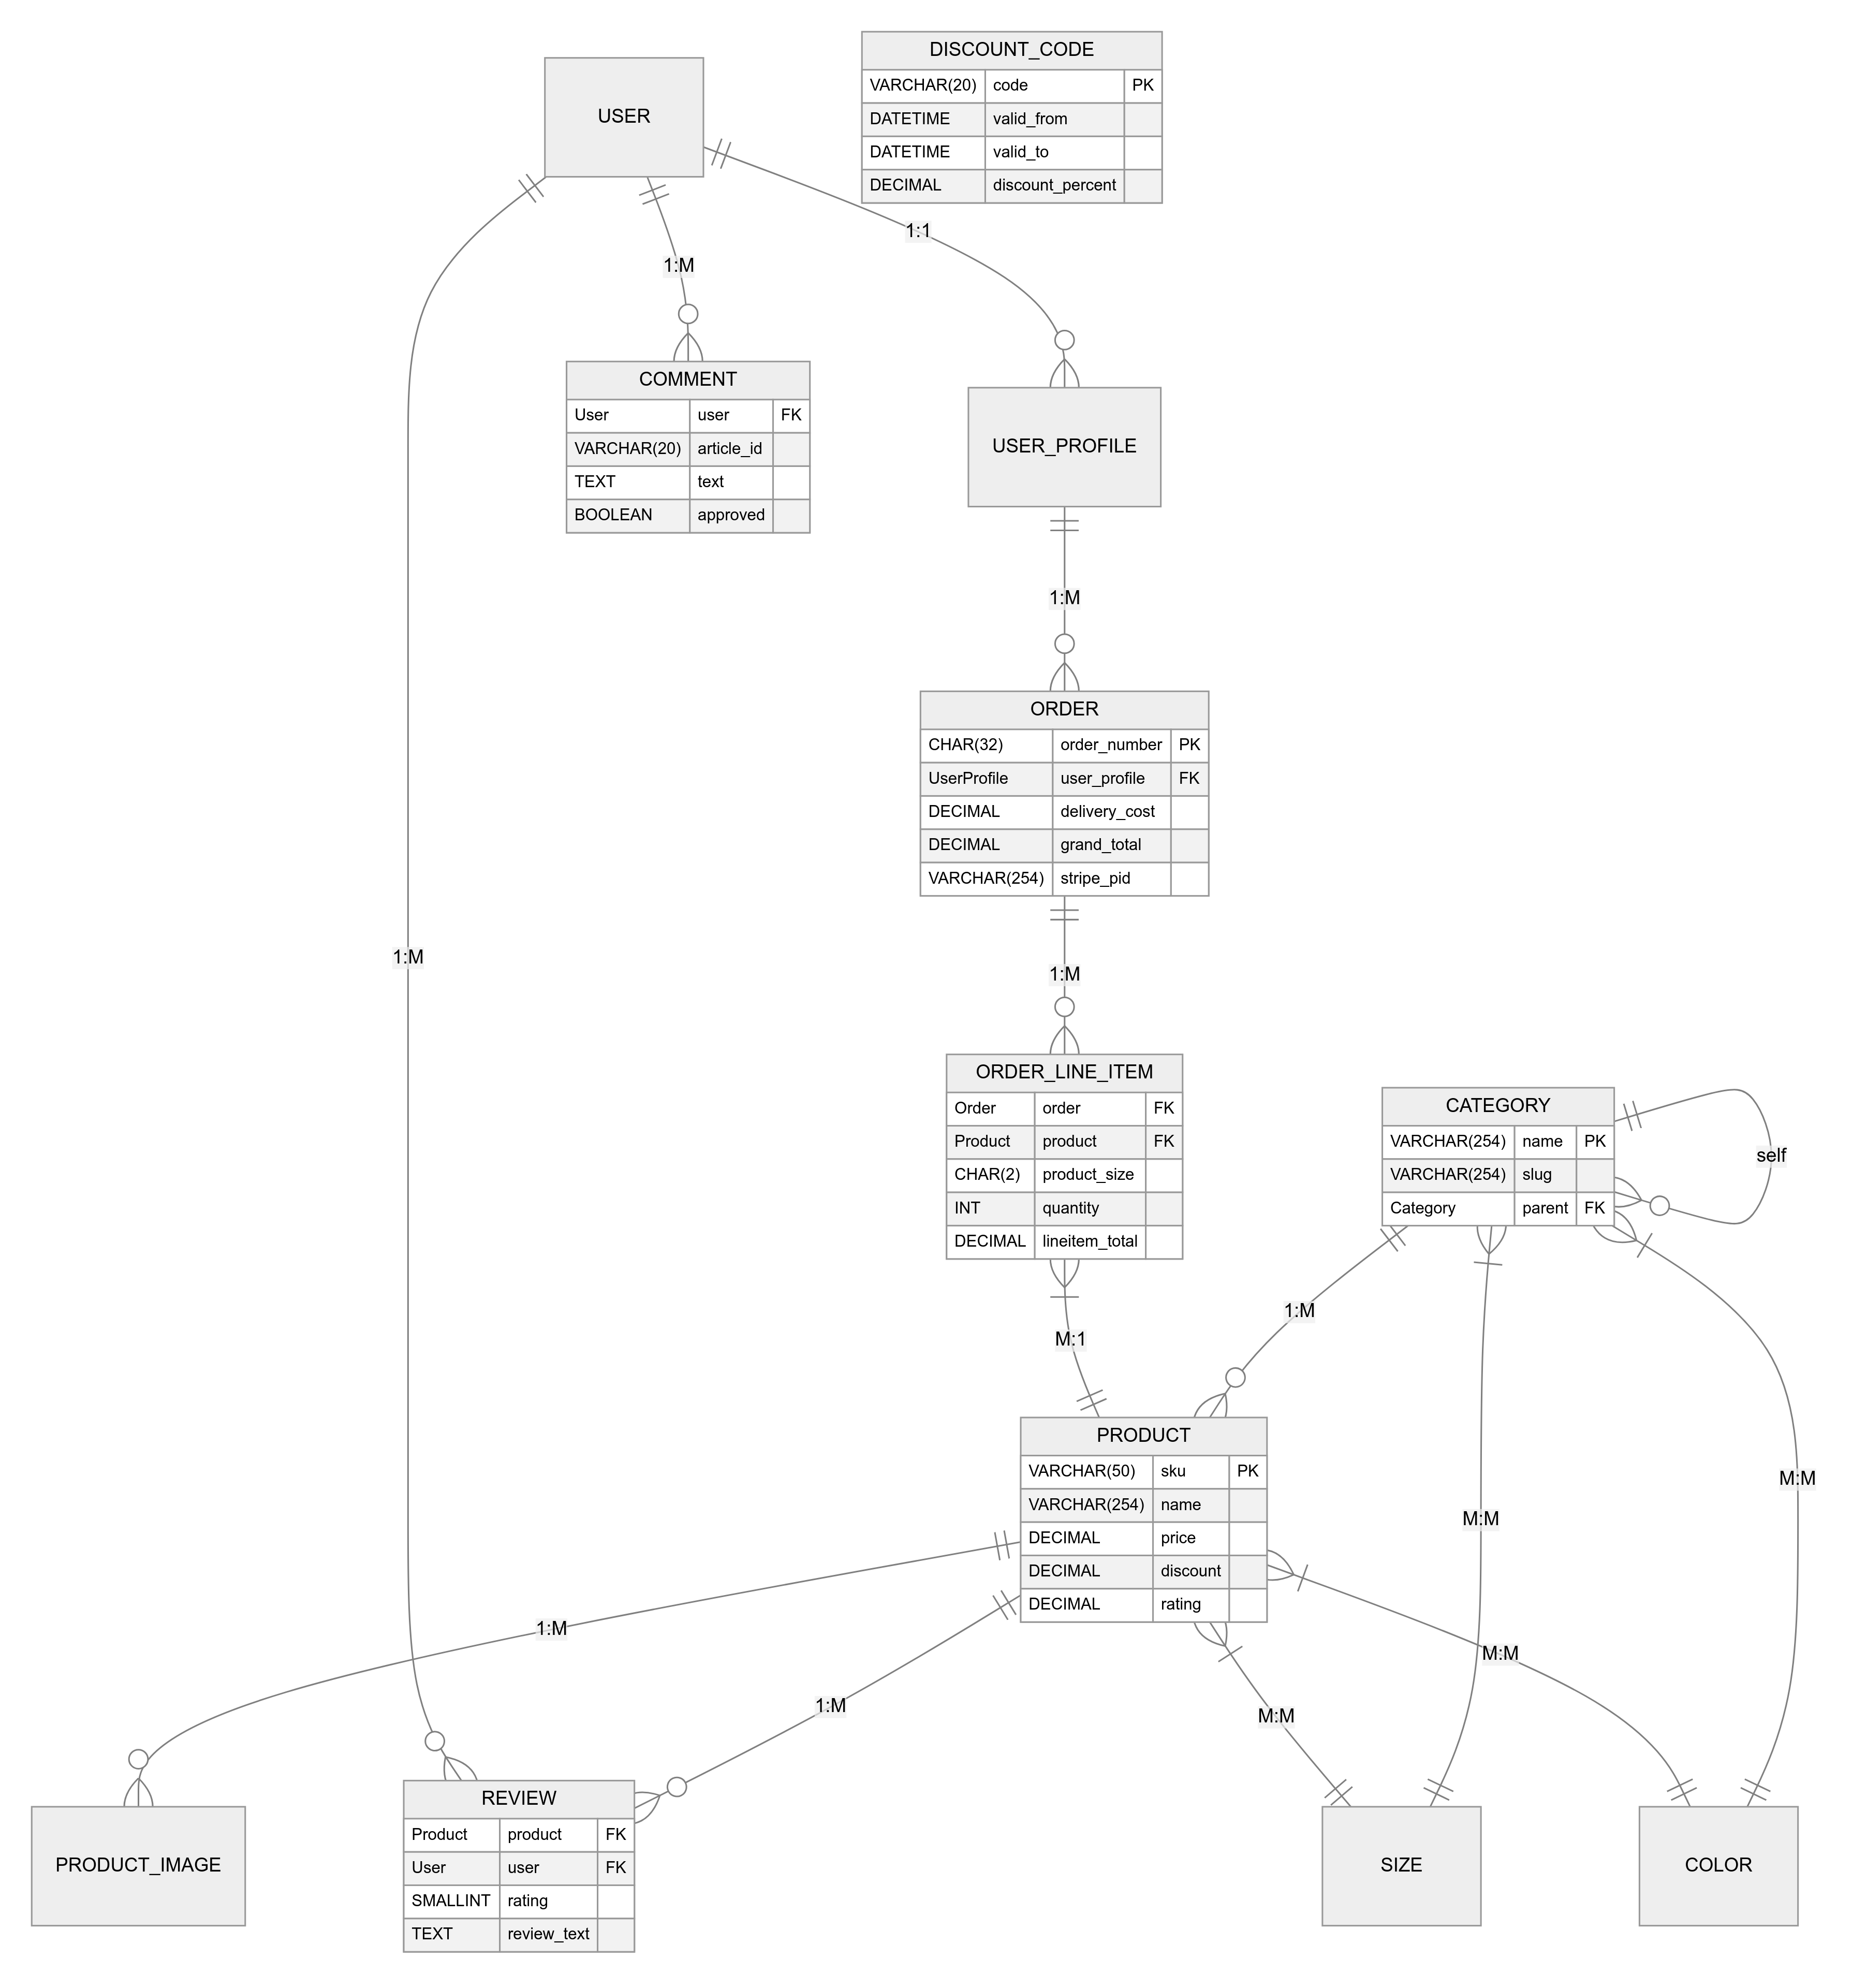 USER
DISCOUNT_CODE
VARCHAR(20) code PK
DATETIME valid_from
DATETIME valid_to
DECIMAL discount_percent
1:1
1:M
COMMENT
User user FK
VARCHAR(20) article_id
TEXT text
BOOLEAN approved
USER_PROFILE
1:M
ORDER
CHAR(32) order_number PK
UserProfile user_profile FK
DECIMAL delivery_cost
DECIMAL grand_total
VARCHAR(254) stripe_pid
1:M
1:M
ORDER_LINE_ITEM
Order order FK
Product product FK
CHAR(2) product_size
INT quantity
DECIMAL lineitem_total
CATEGORY
VARCHAR(254) name PK
VARCHAR(254) slug
Category parent FK
self
1:M
M:1
PRODUCT
VARCHAR(50) sku PK
VARCHAR(254) name
DECIMAL price
DECIMAL discount
DECIMAL rating
M:M
M:M
1:M
M:M
1:M
M:M
REVIEW
Product product FK
User user FK
SMALLINT rating
TEXT review_text
PRODUCT_IMAGE
SIZE
COLOR